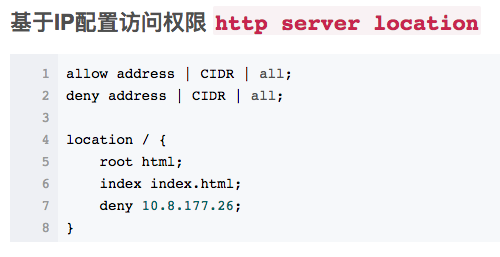 基于IP配置访问权限 http server location
1 allow address | CIDR | all;
2 deny address | CIDR | all;
3
4 location / {
5     root html;
6     index index.html;
7     deny 10.8.177.26;
8 }